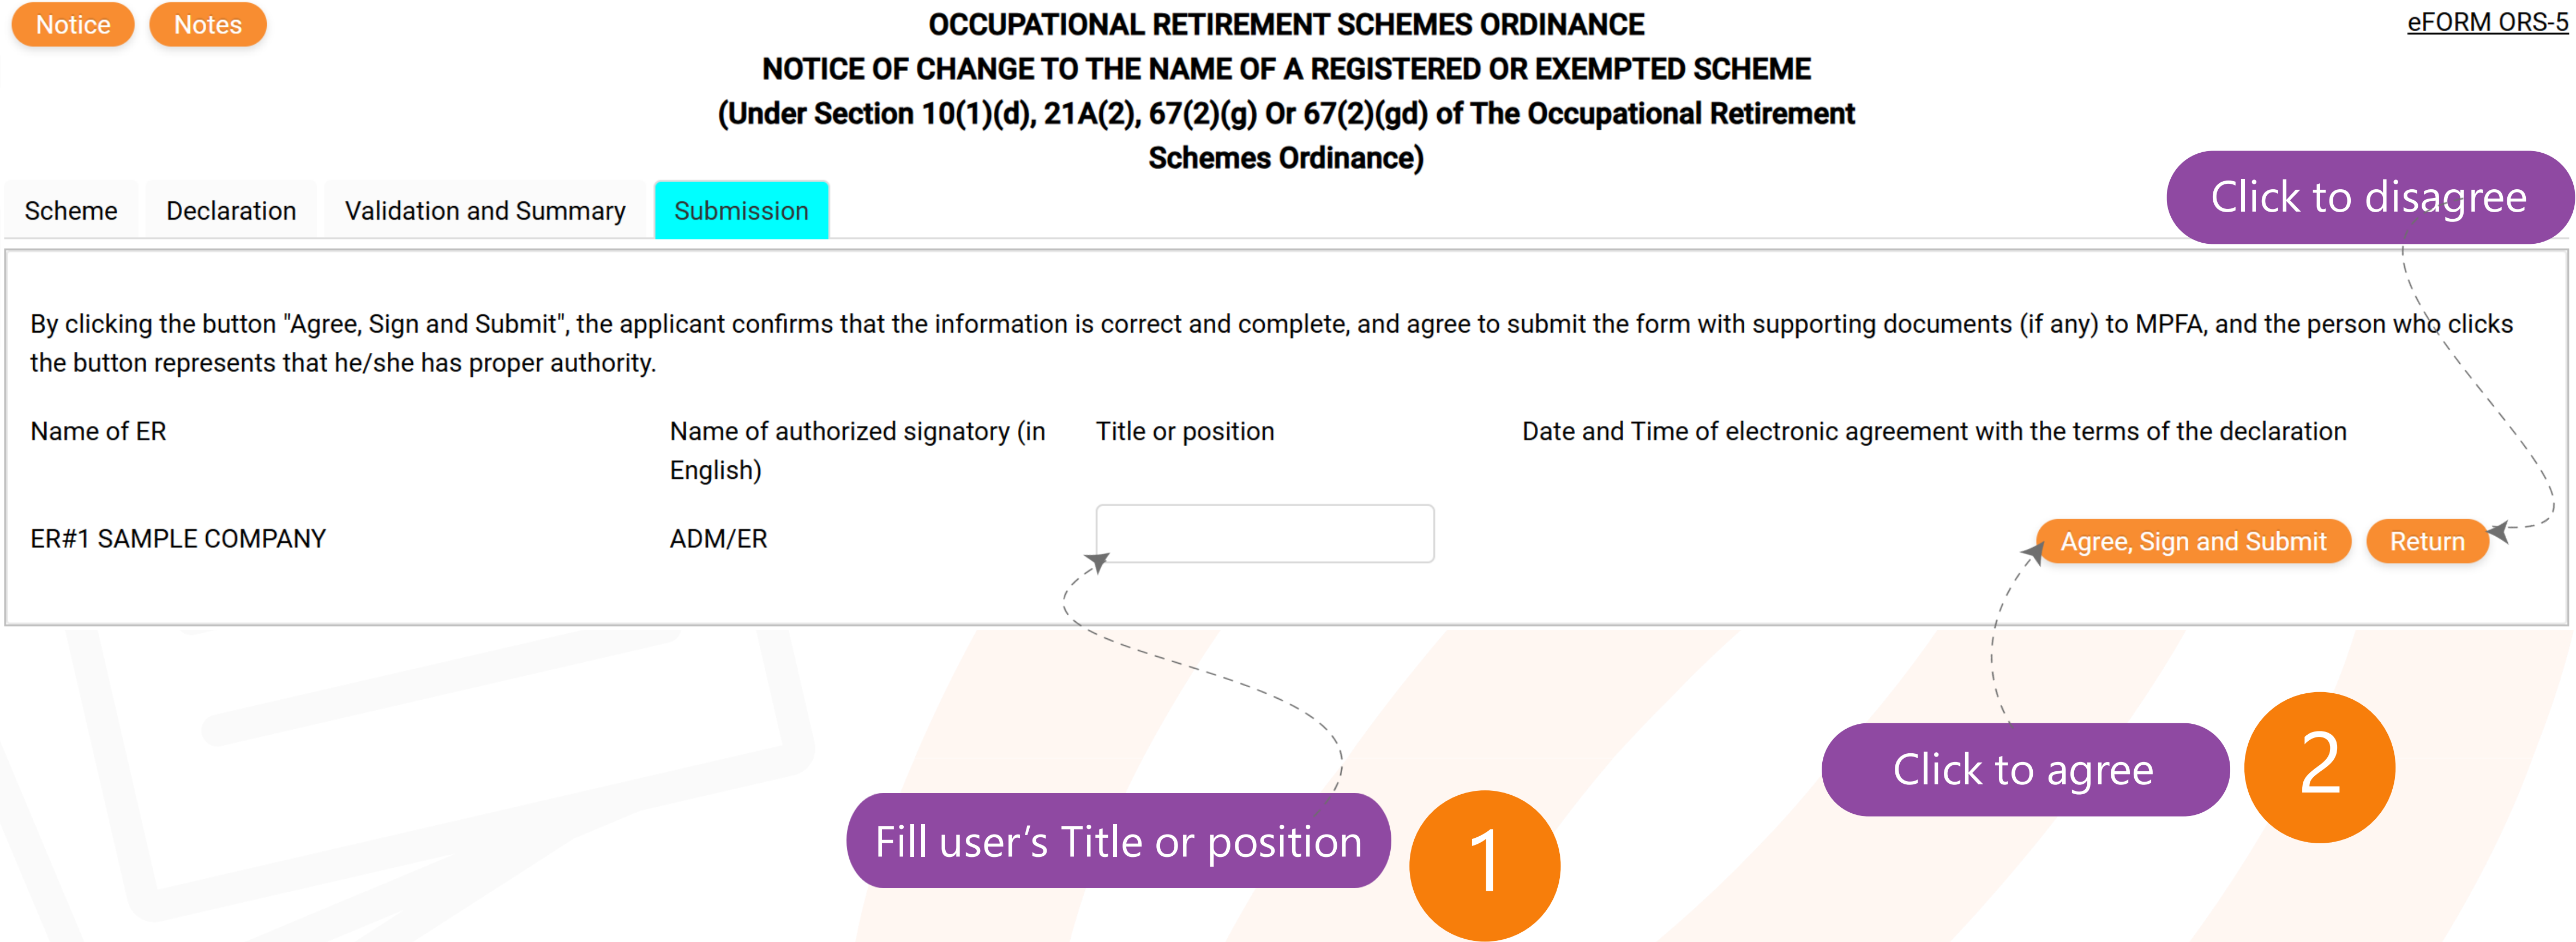 Notice
Notes
OCCUPATIONAL RETIREMENT SCHEMES ORDINANCE
eFORM ORS-5
NOTICE OF CHANGE TO THE NAME OF A REGISTERED OR EXEMPTED SCHEME
(Under Section 10(1)(d), 21A(2), 67(2)(g) Or 67(2)(gd) of The Occupational Retirement
Schemes Ordinance)
Click to disagree
Scheme
Declaration
Validation and Summary
Submission
By clicking the button "Agree, Sign and Submit", the applicant confirms that the information is correct and complete, and agree to submit the form with supporting documents (if any) to MPFA, and the person who clicks
the button represents that he/she has proper authority.
Name of ER
Name of authorized signatory (in
English)
Title or position
Date and Time of electronic agreement with the terms of the declaration
ER#1 SAMPLE COMPANY
ADM/ER
Agree, Sign and Submit
Return
Click to agree
2
Fill user’s Title or position
1